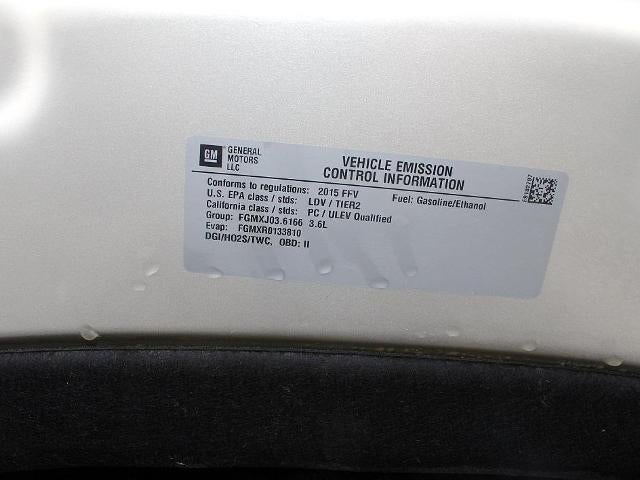 GM
GENERAL
MOTORS
LLC
VEHICLE EMISSION
CONTROL INFORMATION
Conforms to regulations: 2015 FFV
Fuel: Gasoline/Ethanol
U.S. EPA class / stds: LDV / TIER2
California class / stds: PC / ULEV Qualified
Group: FGMXJ03.6166 3.6L
Evap: FGMXR0133810
DGI/HO2S/TWC, OBD: II